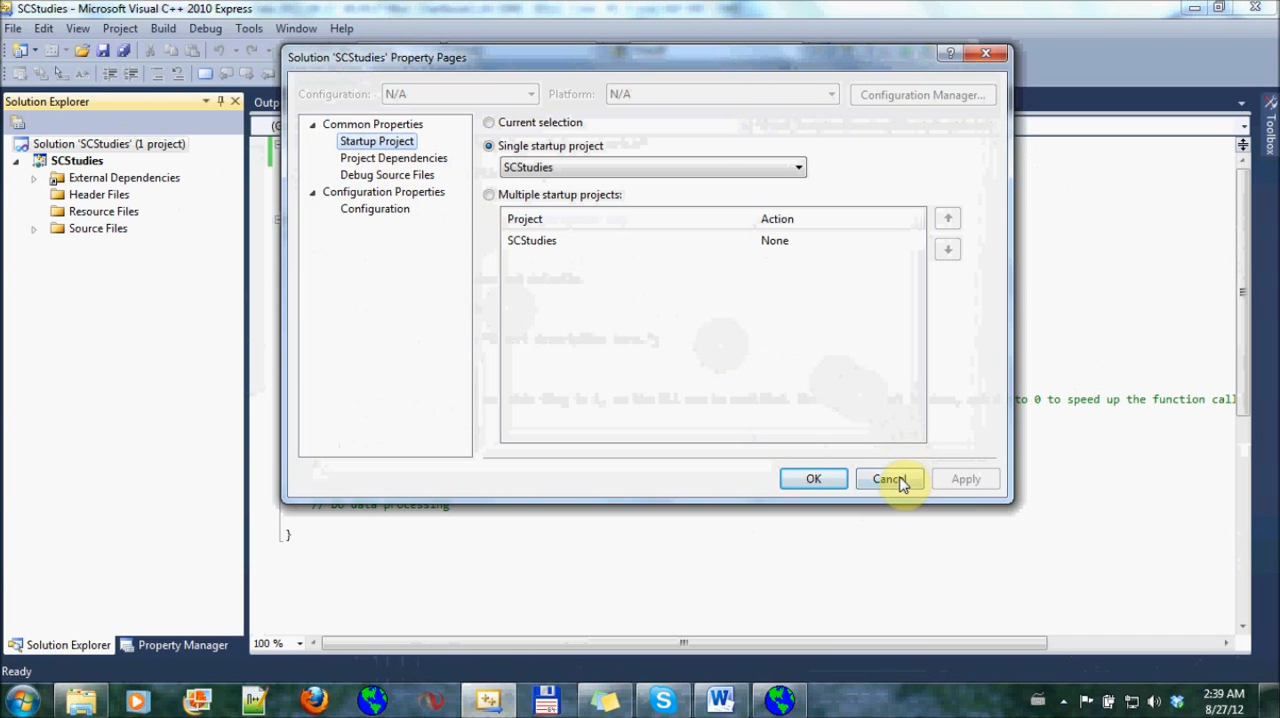 SCStudies - Microsoft Visual C++ 2010 Express
File Edit View Project Build Debug Tools Window Help
Solution 'SCStudies' Property Pages
Configuration: N/A Platform: N/A Configuration Manager...
Solution Explorer
Outp
Toolbox
Solution 'SCStudies' (1 project)
SCStudies
External Dependencies
Header Files
Resource Files
Source Files
Common Properties
Startup Project
Project Dependencies
Debug Source Files
Configuration Properties
Configuration
Current selection
Single startup project
SCStudies
Multiple startup projects:
Project Action
SCStudies None
to 0 to speed up the function call
OK Cancel Apply
// Do data processing
}
Solution Explorer Property Manager
100 %
Ready
2:39 AM
8/27/12